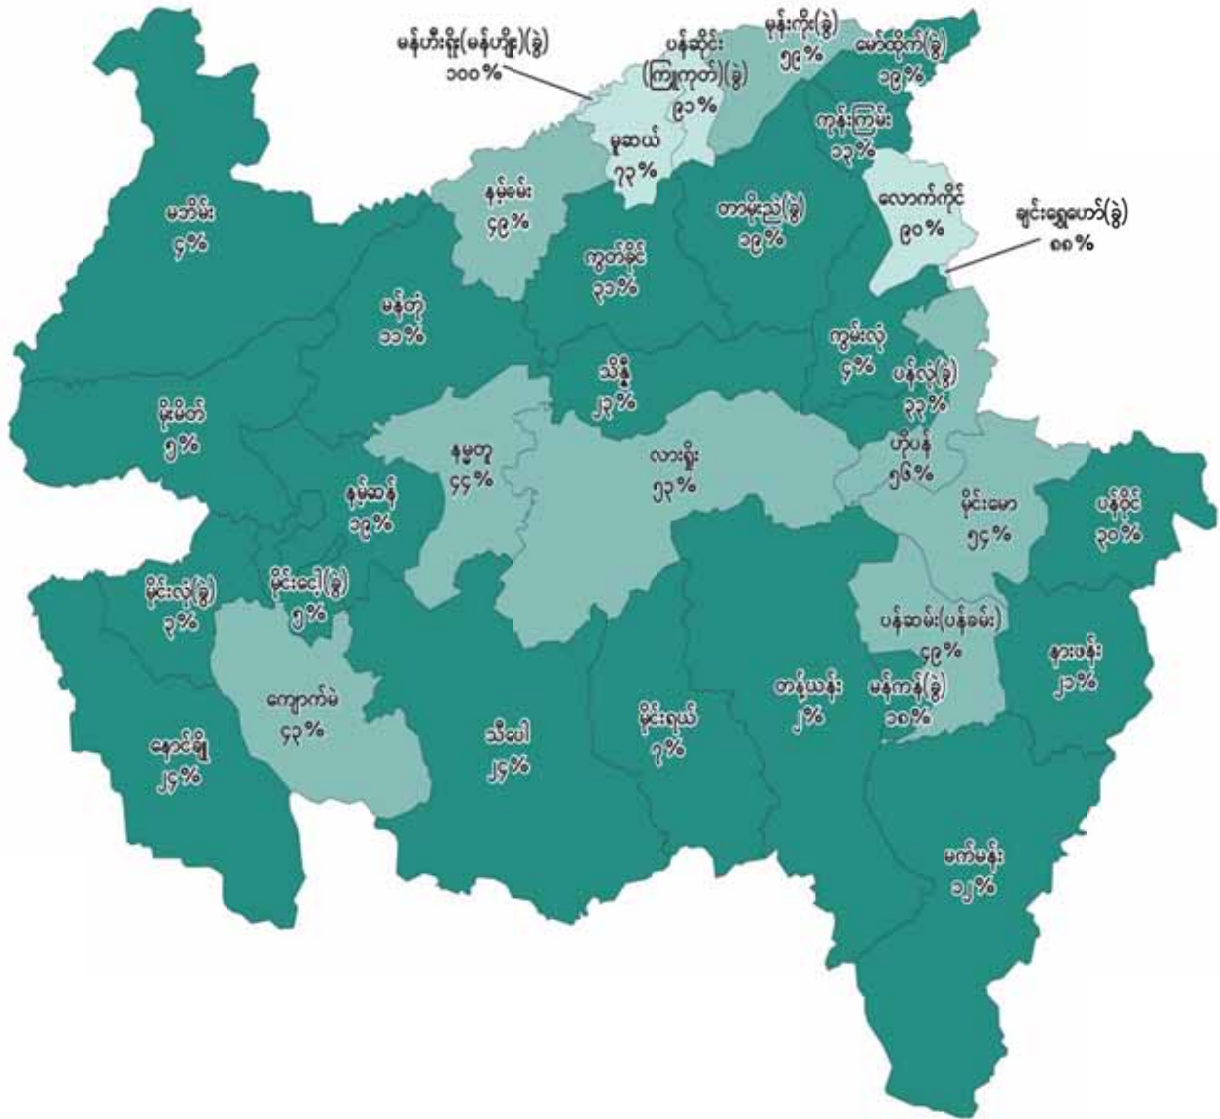 မုန်းကိုး(ခွဲ)
၅၉%
မန်ဟီးရိုး(မန်ဟျိုး)(ခွဲ)
၁၀၀%
ပန်ဆိုင်း
(ကြူကုတ်)(ခွဲ)
၉၁%
မော်ထိုက်(ခွဲ)
၁၉%
ကုန်းကြမ်း
၁၃%
မူဆယ်
၇၃%
နမ့်ခမ်း
၄၉%
လောက်ကိုင်
၉၀%
ချင်းရွှေဟော်(ခွဲ)
၈၈%
မဘိမ်း
၄%
တာမိုးညဲ(ခွဲ)
၁၉%
ကွတ်ခိုင်
၃၁%
မန်တုံ
၁၁%
ကွမ်းလုံ
၄%
သိန္နီ
၂၃%
ပန်လုံ(ခွဲ)
၃၃%
မိုးမိတ်
၅%
နမ္မတူ
၄၄%
လားရှိုး
၅၃%
ဟိုပန်
၅၆%
နမ့်ဆန်
၁၉%
မိုင်းမော
၅၄%
ပန်ဝိုင်
၃၀%
မိုင်းလုံ(ခွဲ)
၃%
မိုင်းငေါ့(ခွဲ)
၅%
ပန်ဆမ်း(ပန်ခမ်း)
၄၉%
နားဖန်း
၂၁%
ကျောက်မဲ
၄၃%
တန့်ယန်း
၂%
မန်ကန်(ခွဲ)
၁၈%
နောင်ချို
၂၄%
သီပေါ
၂၄%
မိုင်းရယ်
၇%
မက်မန်း
၁၂%